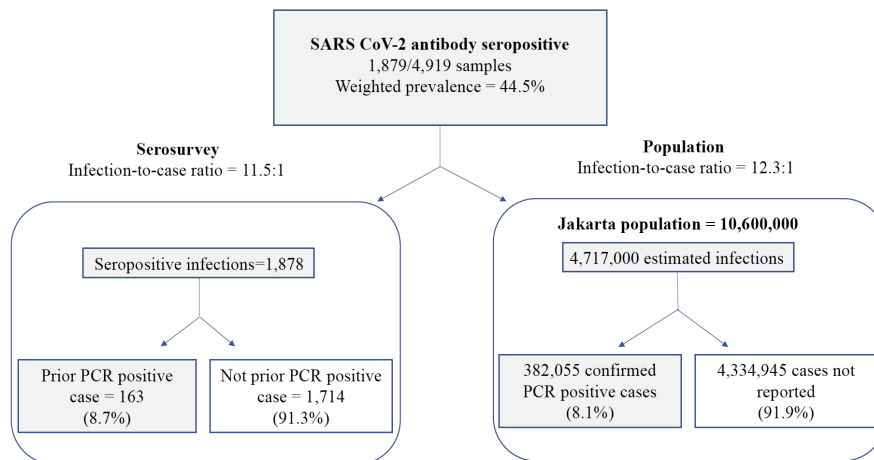 SARS CoV-2 antibody seropositive
1,879/4,919 samples
Weighted prevalence = 44.5%
Serosurvey
Infection-to-case ratio = 11.5:1
Population
Infection-to-case ratio = 12.3:1
Seropositive infections=1,878
Prior PCR positive
case = 163
(8.7%)
Not prior PCR positive
case = 1,714
(91.3%)
Jakarta population = 10,600,000
4,717,000 estimated infections
382,055 confirmed
PCR positive cases
(8.1%)
4,334,945 cases not
reported
(91.9%)